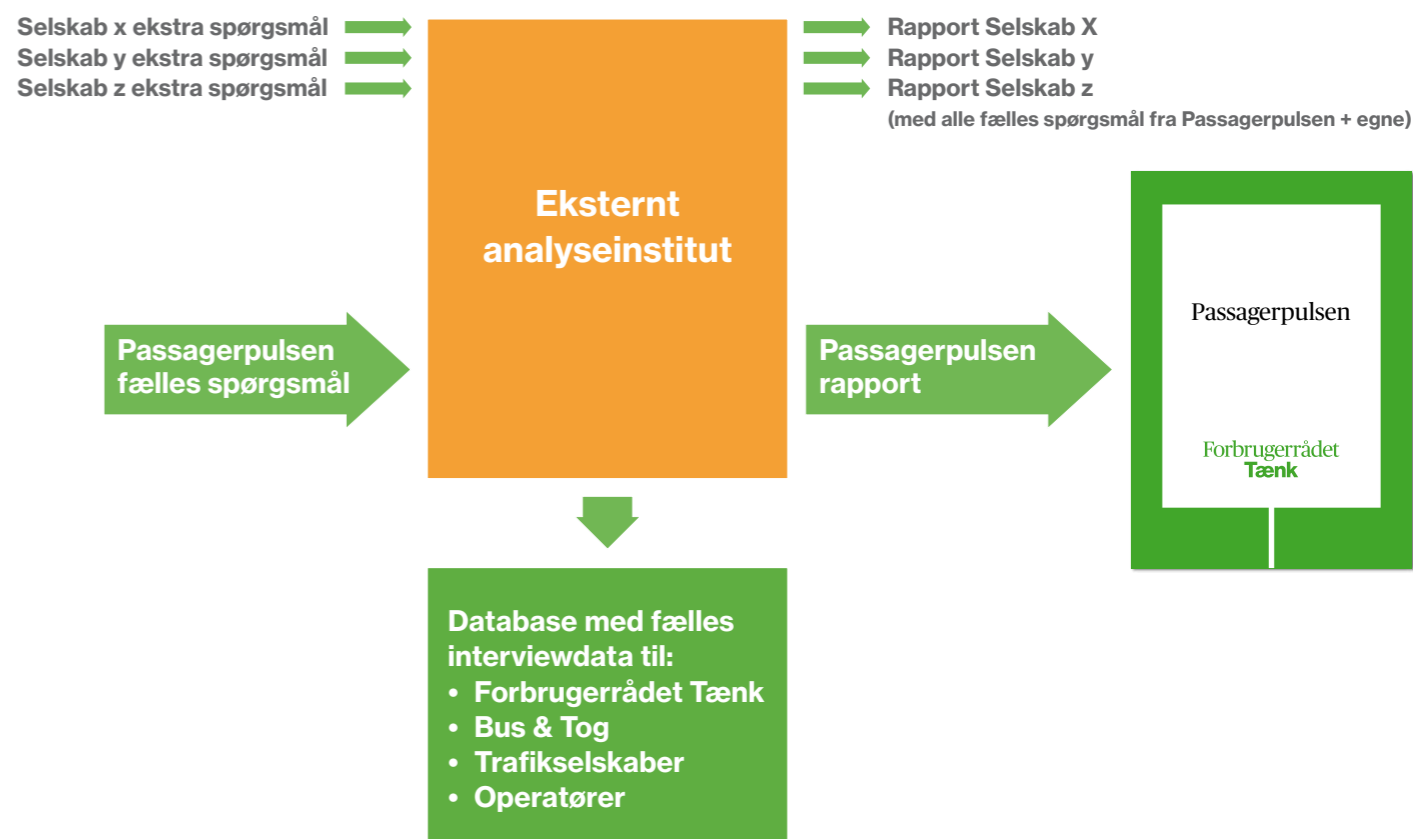 Selskab x ekstra spørgsmål
Selskab y ekstra spørgsmål
Selskab z ekstra spørgsmål
Eksternt
analyseinstitut
Rapport Selskab X
Rapport Selskab y
Rapport Selskab z
(med alle fælles spørgsmål fra Passagerpulsen + egne)
Passagerpulsen
fælles spørgsmål
Passagerpulsen
rapport
Passagerpulsen
Forbrugerrådet
Tænk
Database med fælles
interviewdata til:
• Forbrugerrådet Tænk
• Bus & Tog
• Trafikselskaber
• Operatører